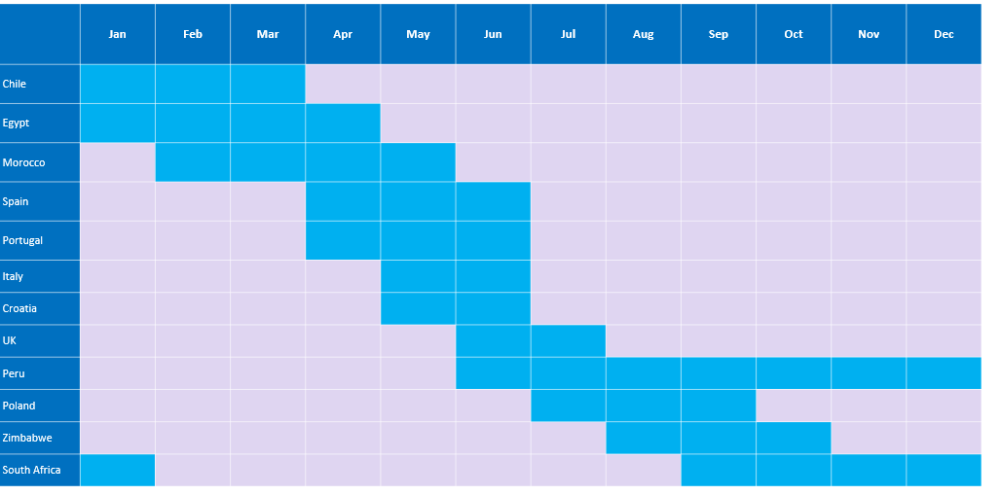 Jan Feb Mar Apr May Jun Jul Aug Sep Oct Nov Dec
Chile
Egypt
Morocco
Spain
Portugal
Italy
Croatia
UK
Peru
Poland
Zimbabwe
South Africa